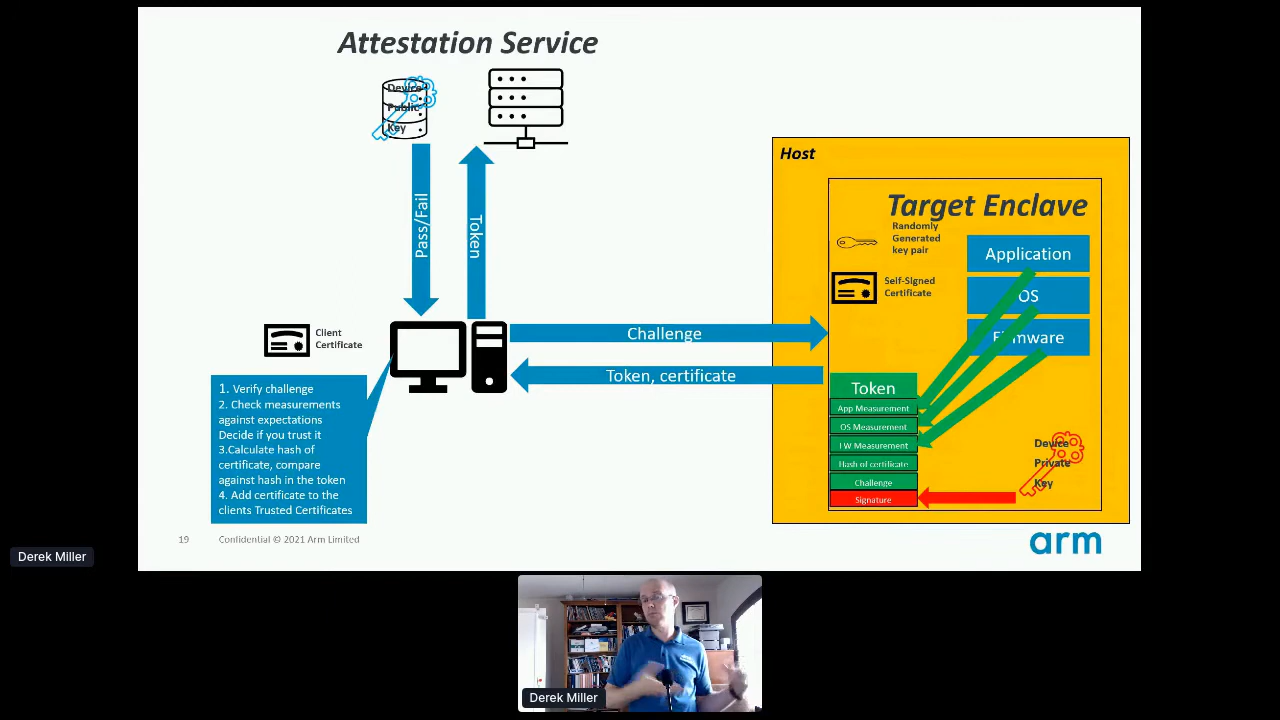 Attestation Service
Device
Public
Key
Pass/Fail
Token
Client
Certificate
1. Verify challenge
2. Check measurements
against expectations
Decide if you trust it
3.Calculate hash of
certificate, compare
against hash in the token
4. Add certificate to the
clients Trusted Certificates
Challenge
Token, certificate
Host
Target Enclave
Randomly
Generated
key pair
Self-Signed
Certificate
Application
OS
Firmware
Token
App Measurement
OS Measurement
FW Measurement
Hash of certificate
Challenge
Signature
Device
Private
Key
19
Confidential © 2021 Arm Limited
arm
Derek Miller
Derek Miller